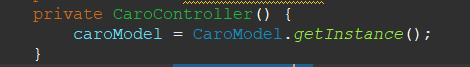 private CaroController() {
caroModel = CaroModel.getInstance();
}